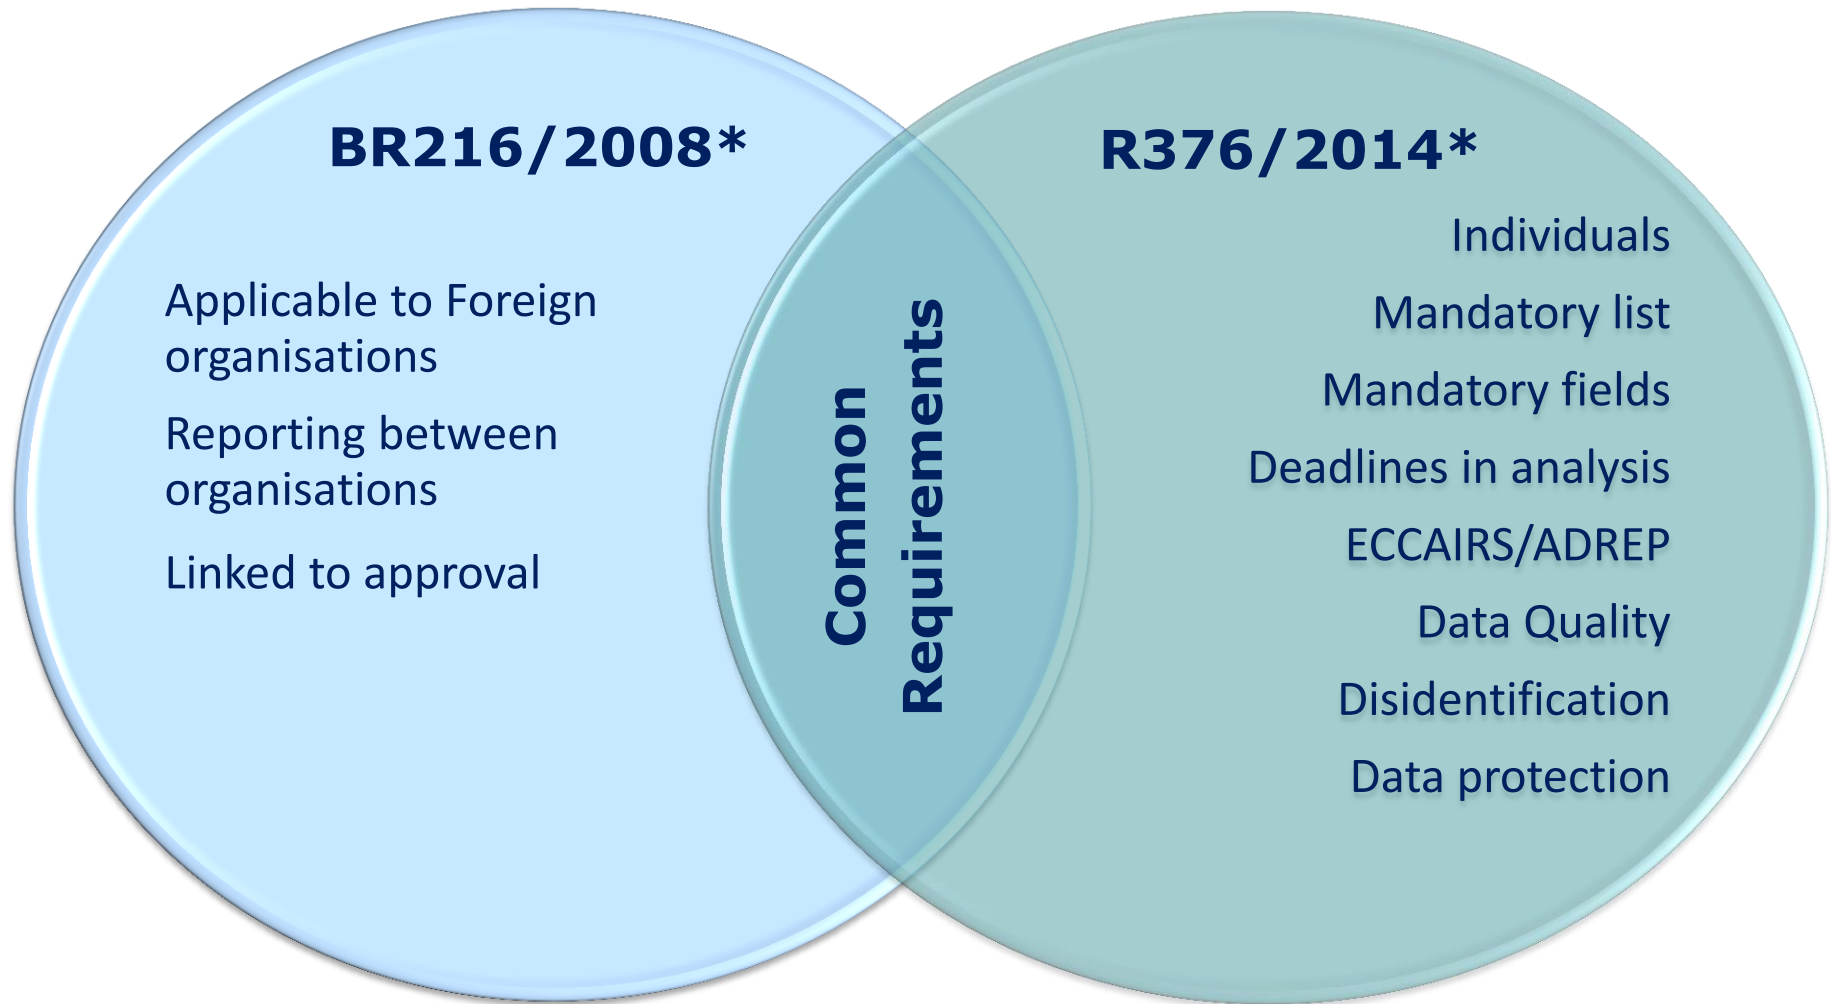 BR216/2008*
Applicable to Foreign
organisations
Reporting between
organisations
Linked to approval
Common
Requirements
R376/2014*
Individuals
Mandatory list
Mandatory fields
Deadlines in analysis
ECCAIRS/ADREP
Data Quality
Disidentification
Data protection